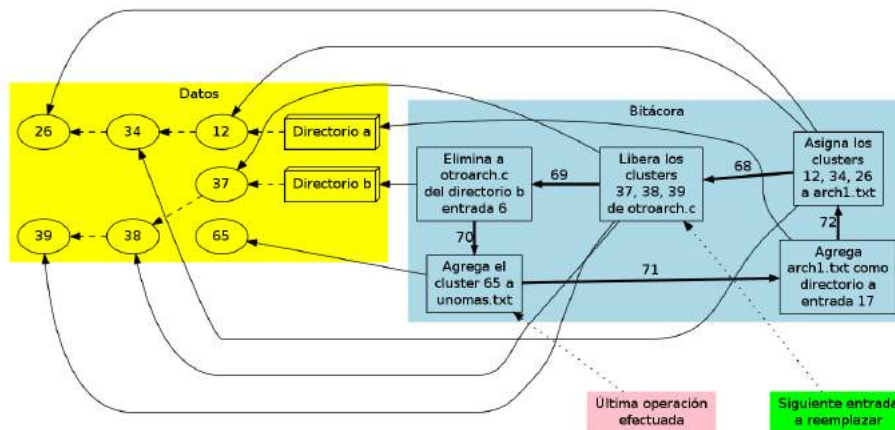 Datos
26
34
12
Directorio a
37
Directorio b
39
38
65
Bitácora
Elimina a
otroarch.c
del directorio b
entrada 6
69
Libera los
clusters
37, 38, 39
de otroarch.c
68
Asigna los
clusters
12, 34, 26
a arch1.txt
70
72
Agrega el
cluster 65 a
unomas.txt
71
Agrega
arch1.txt como
directorio a
entrada 17
Última operación
efectuada
Siguiente entrada
a reemplazar